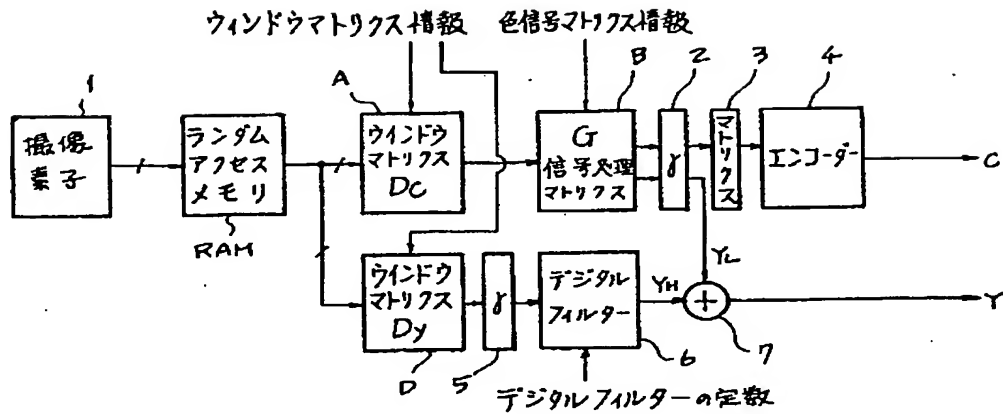 ウィンドウマトリクス情報 色信号マトリクス情報
1
A
B
2
3
4
撮像
素子
ランダム
アクセス
メモリ
RAM
ウインドウ
マトリクス
Dc
G
信号処理
マトリクス
γ
マトリクス
エンコーダー
C
ウインドウ
マトリクス
Dy
D
γ
5
デジタル
フィルター
6
YH
YL
+
7
Y
デジタルフィルターの定数